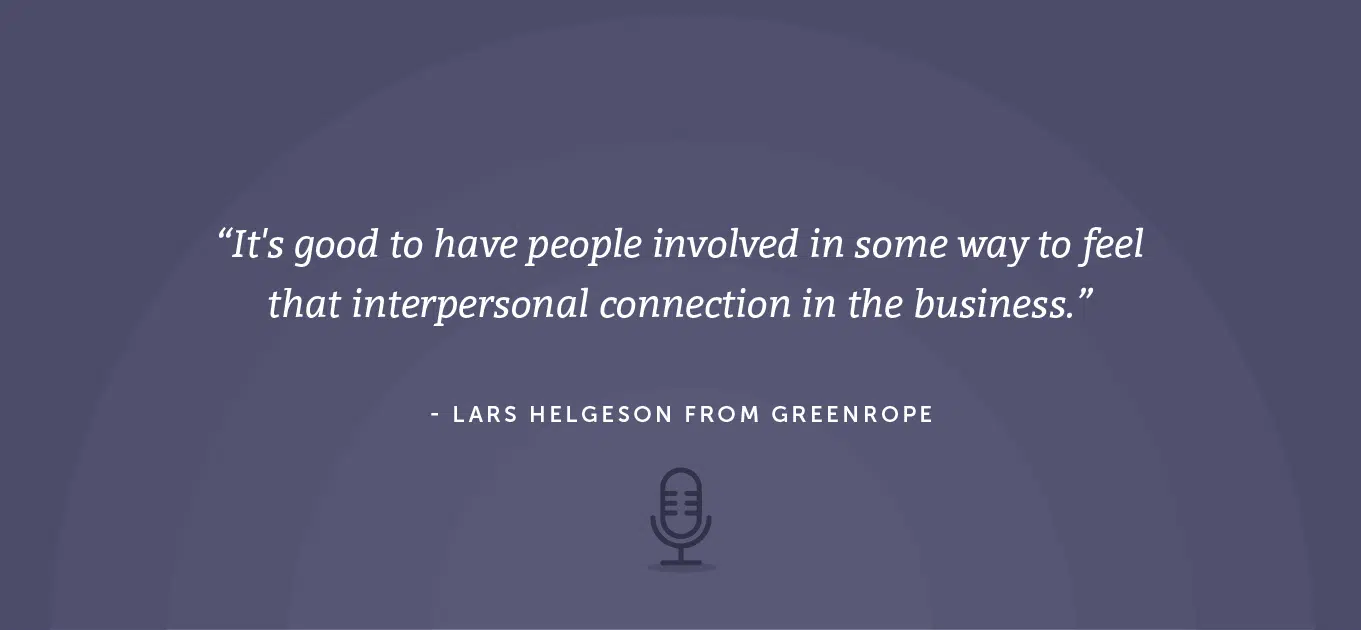 “It's good to have people involved in some way to feel
that interpersonal connection in the business.”
- LARS HELGESON FROM GREENROPE